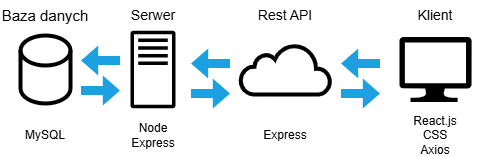 Baza danych
Serwer
Rest API
Klient
MySQL
Node
Express
Express
React.js
CSS
Axios